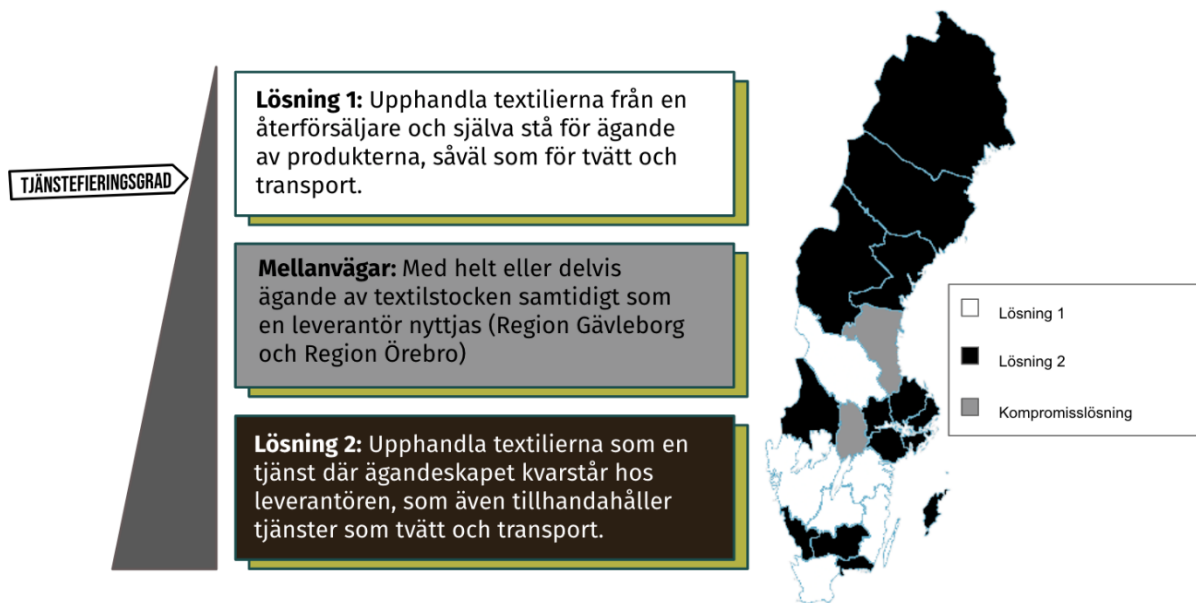 TJÄNSTEFIERINGSGRAD
Lösning 1: Upphandla textilierna från en
återförsäljare och själva stå för ägande
av produkterna, såväl som för tvätt och
transport.
Mellanvägar: Med helt eller delvis
ägande av textilstocken samtidigt som
en leverantör nyttjas (Region Gävleborg
och Region Örebro)
Lösning 2: Upphandla textilierna som en
tjänst där ägandeskapet kvarstår hos
leverantören, som även tillhandahåller
tjänster som tvätt och transport.
Lösning 1
Lösning 2
Kompromisslösning